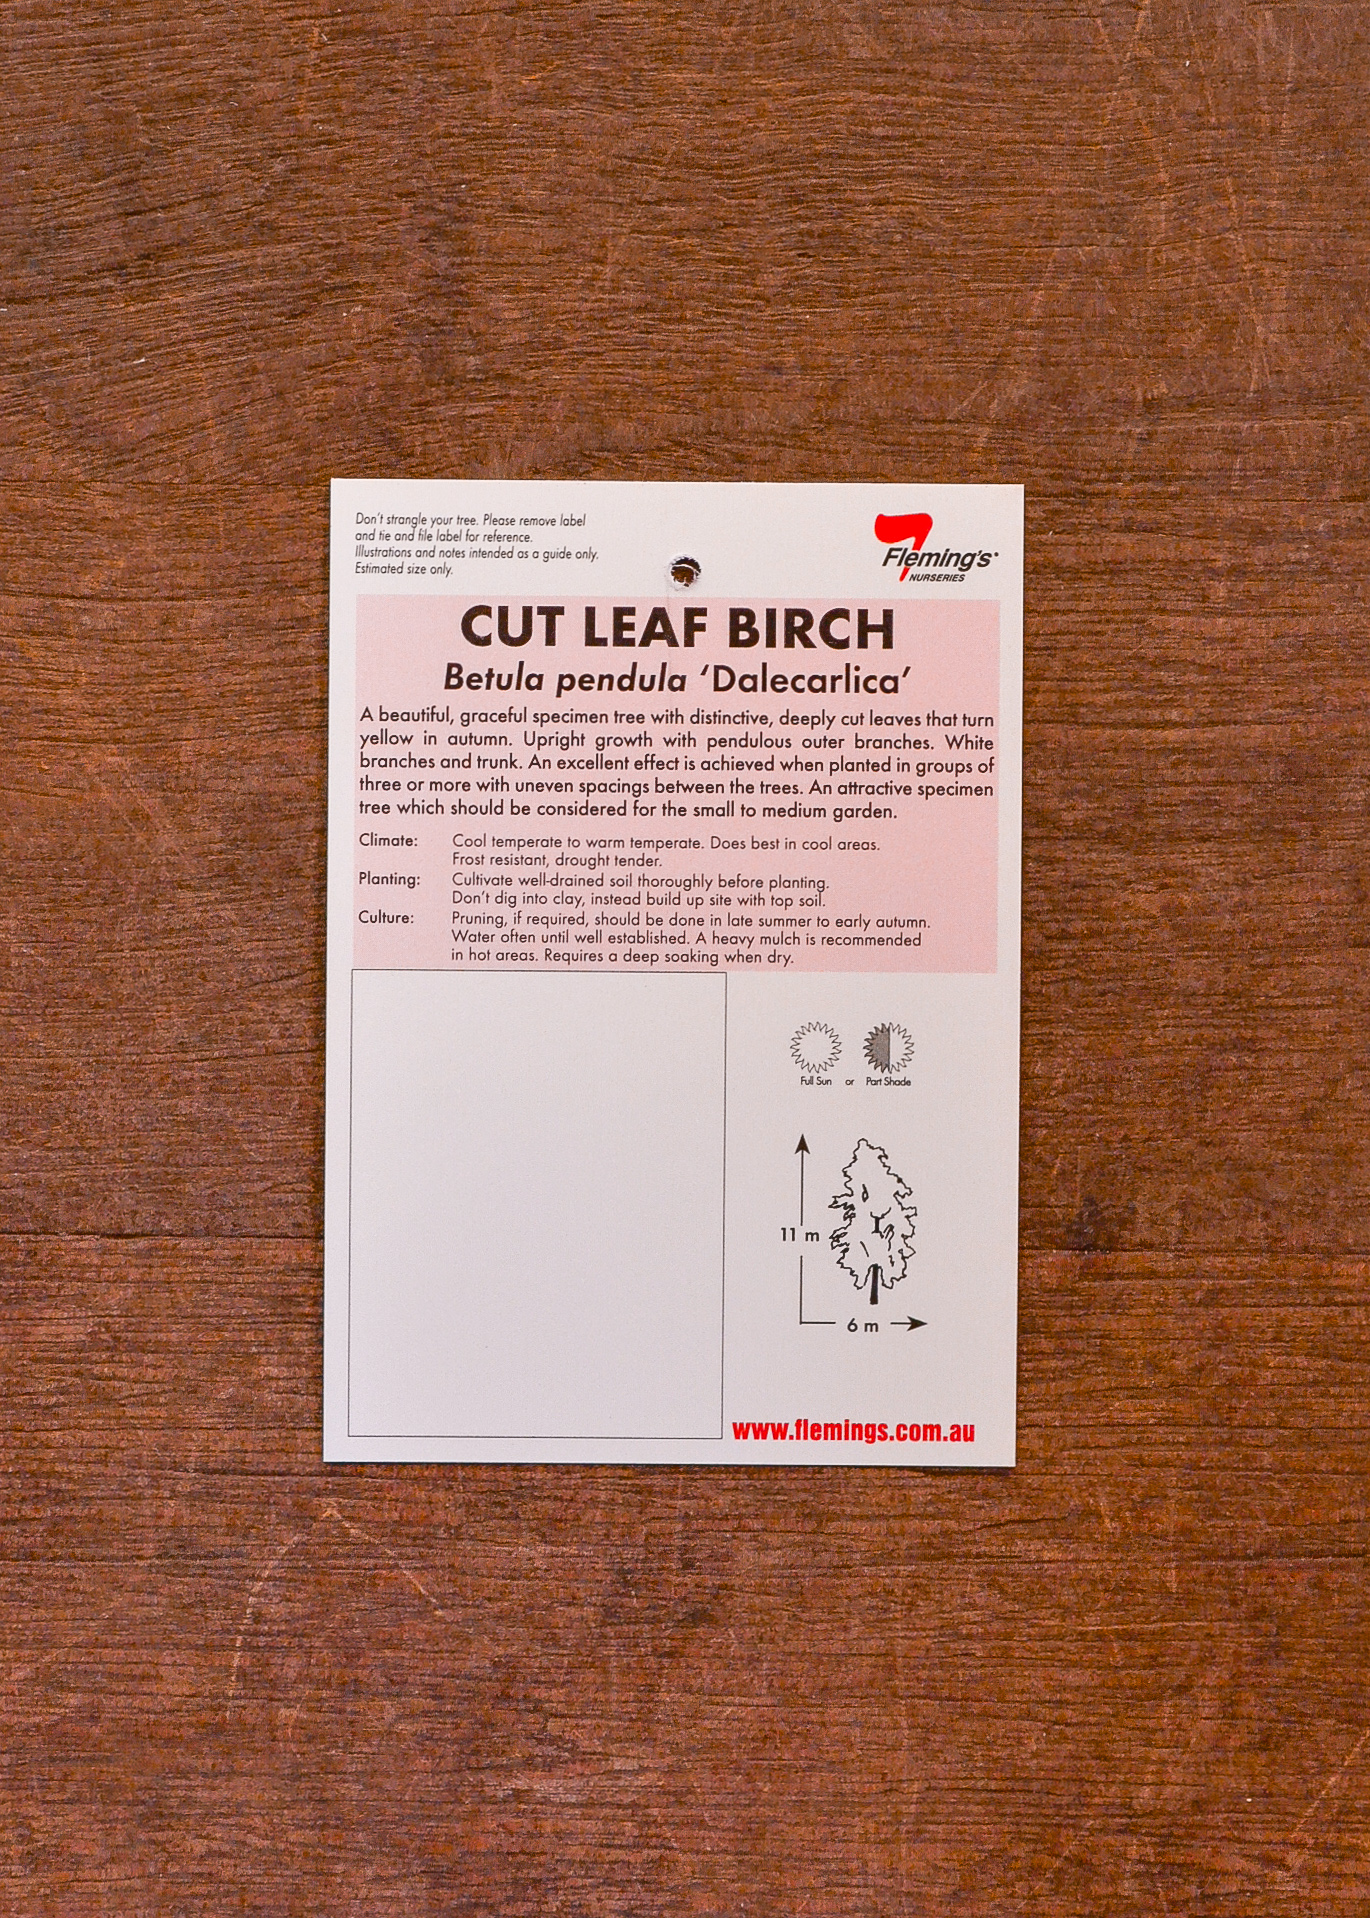 Don't strangle your tree. Please remove label
and tie and file label for reference.
Illustrations and notes intended as a guide only.
Estimated size only.
Fleming's
NURSERIES
CUT LEAF BIRCH
Betula pendula ‘Dalecarlica’
A beautiful, graceful specimen tree with distinctive, deeply cut leaves that turn
yellow in autumn. Upright growth with pendulous outer branches. White
branches and trunk. An excellent effect is achieved when planted in groups of
three or more with uneven spacings between the trees. An attractive specimen
tree which should be considered for the small to medium garden.
Climate: Cool temperate to warm temperate. Does best in cool areas.
Frost resistant, drought tender.
Planting: Cultivate well-drained soil thoroughly before planting.
Don't dig into clay, instead build up site with top soil.
Culture: Pruning, if required, should be done in late summer to early autumn.
Water often until well established. A heavy mulch is recommended
in hot areas. Requires a deep soaking when dry.
Full Sun or Part Shade
11 m
6 m
www.flemings.com.au